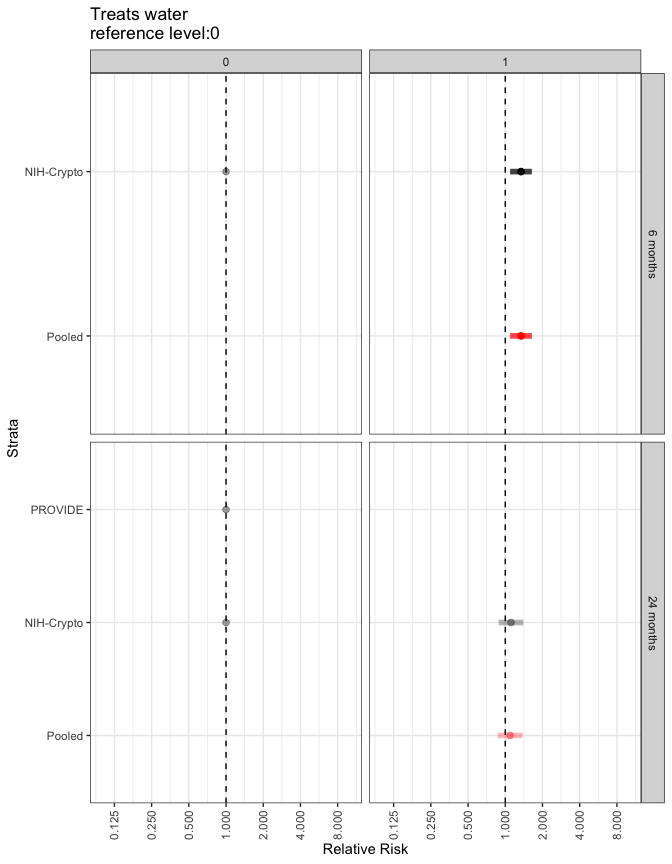 Treats water
reference level:0
0
1
NIH-Crypto
Pooled
6 months
Strata
PROVIDE
NIH-Crypto
Pooled
24 months
0.125
0.250
0.500
1.000
2.000
4.000
8.000
0.125
0.250
0.500
1.000
2.000
4.000
8.000
Relative Risk